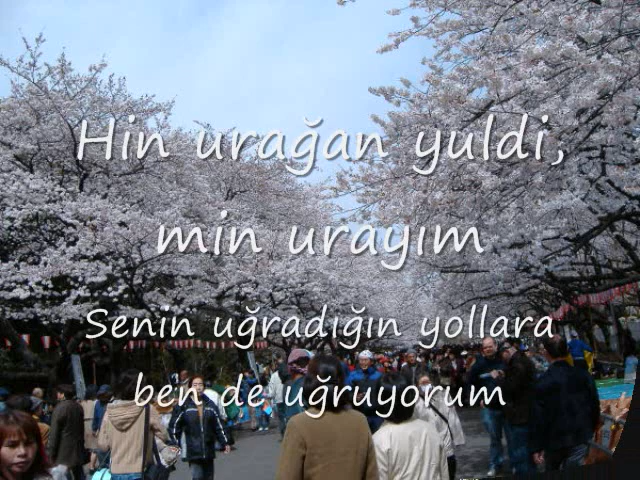 Hin urağan yuldi,
min urayım
Senin uğradığın yollara
ben de uğruyorum